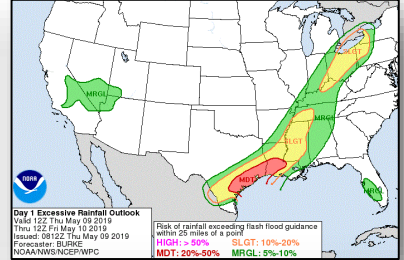 SLGT
MRGL
MRGL
SLGT
MDT
MRGL
NOAA
Day 1 Excessive Rainfall Outlook
Valid 12Z Thu May 09 2019
Thru 12Z Fri May 10 2019
Issued: 0812Z Thu May 09 2019
Forecaster: BURKE
NOAA/NWS/NCEP/WPC
Risk of rainfall exceeding flash flood guidance
within 25 miles of a point
HIGH: > 50% SLGT: 10%-20%
MDT: 20%-50% MRGL: 5%-10%